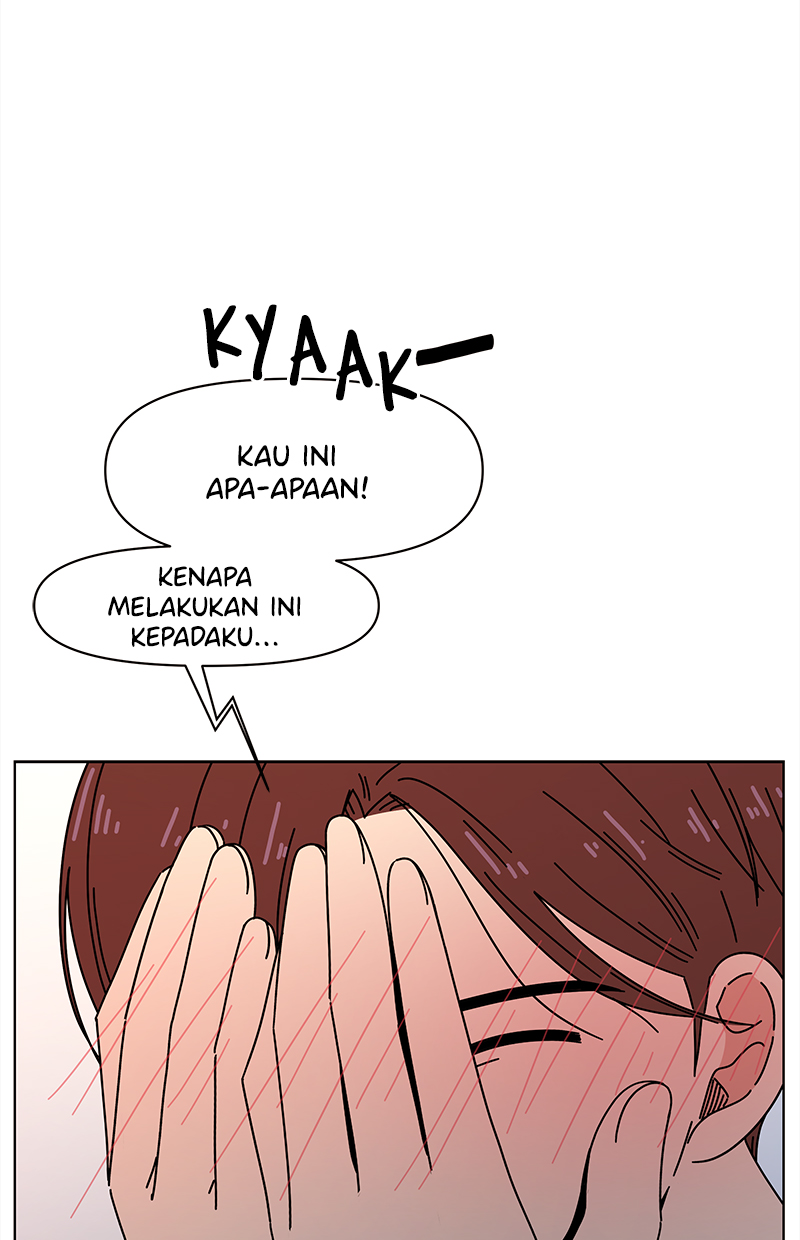 KYAAK—
KAU INI
APA-APAAN!
KENAPA
MELAKUKAN INI
KEPADAKU...